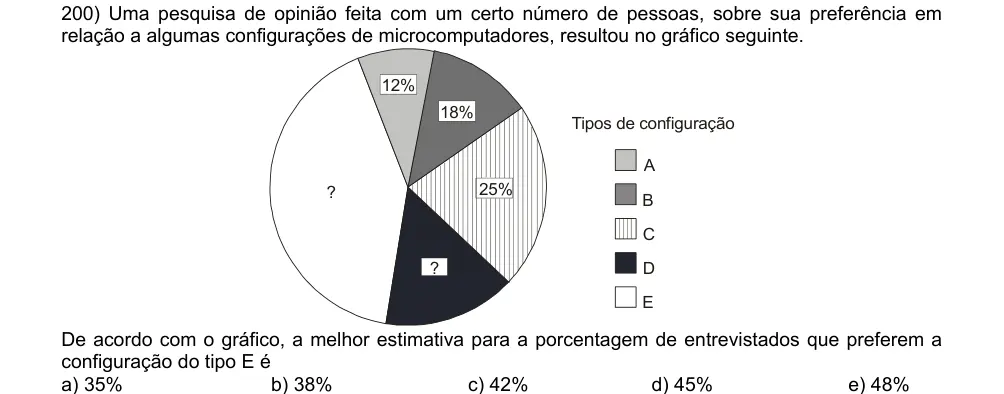 200) Uma pesquisa de opinião feita com um certo número de pessoas, sobre sua preferência em
relação a algumas configurações de microcomputadores, resultou no gráfico seguinte.
12%
18%
Tipos de configuração
A
25%
?
B
C
?
D
E
De acordo com o gráfico, a melhor estimativa para a porcentagem de entrevistados que preferem a
configuração do tipo E é
a) 35% b) 38% c) 42% d) 45% e) 48%